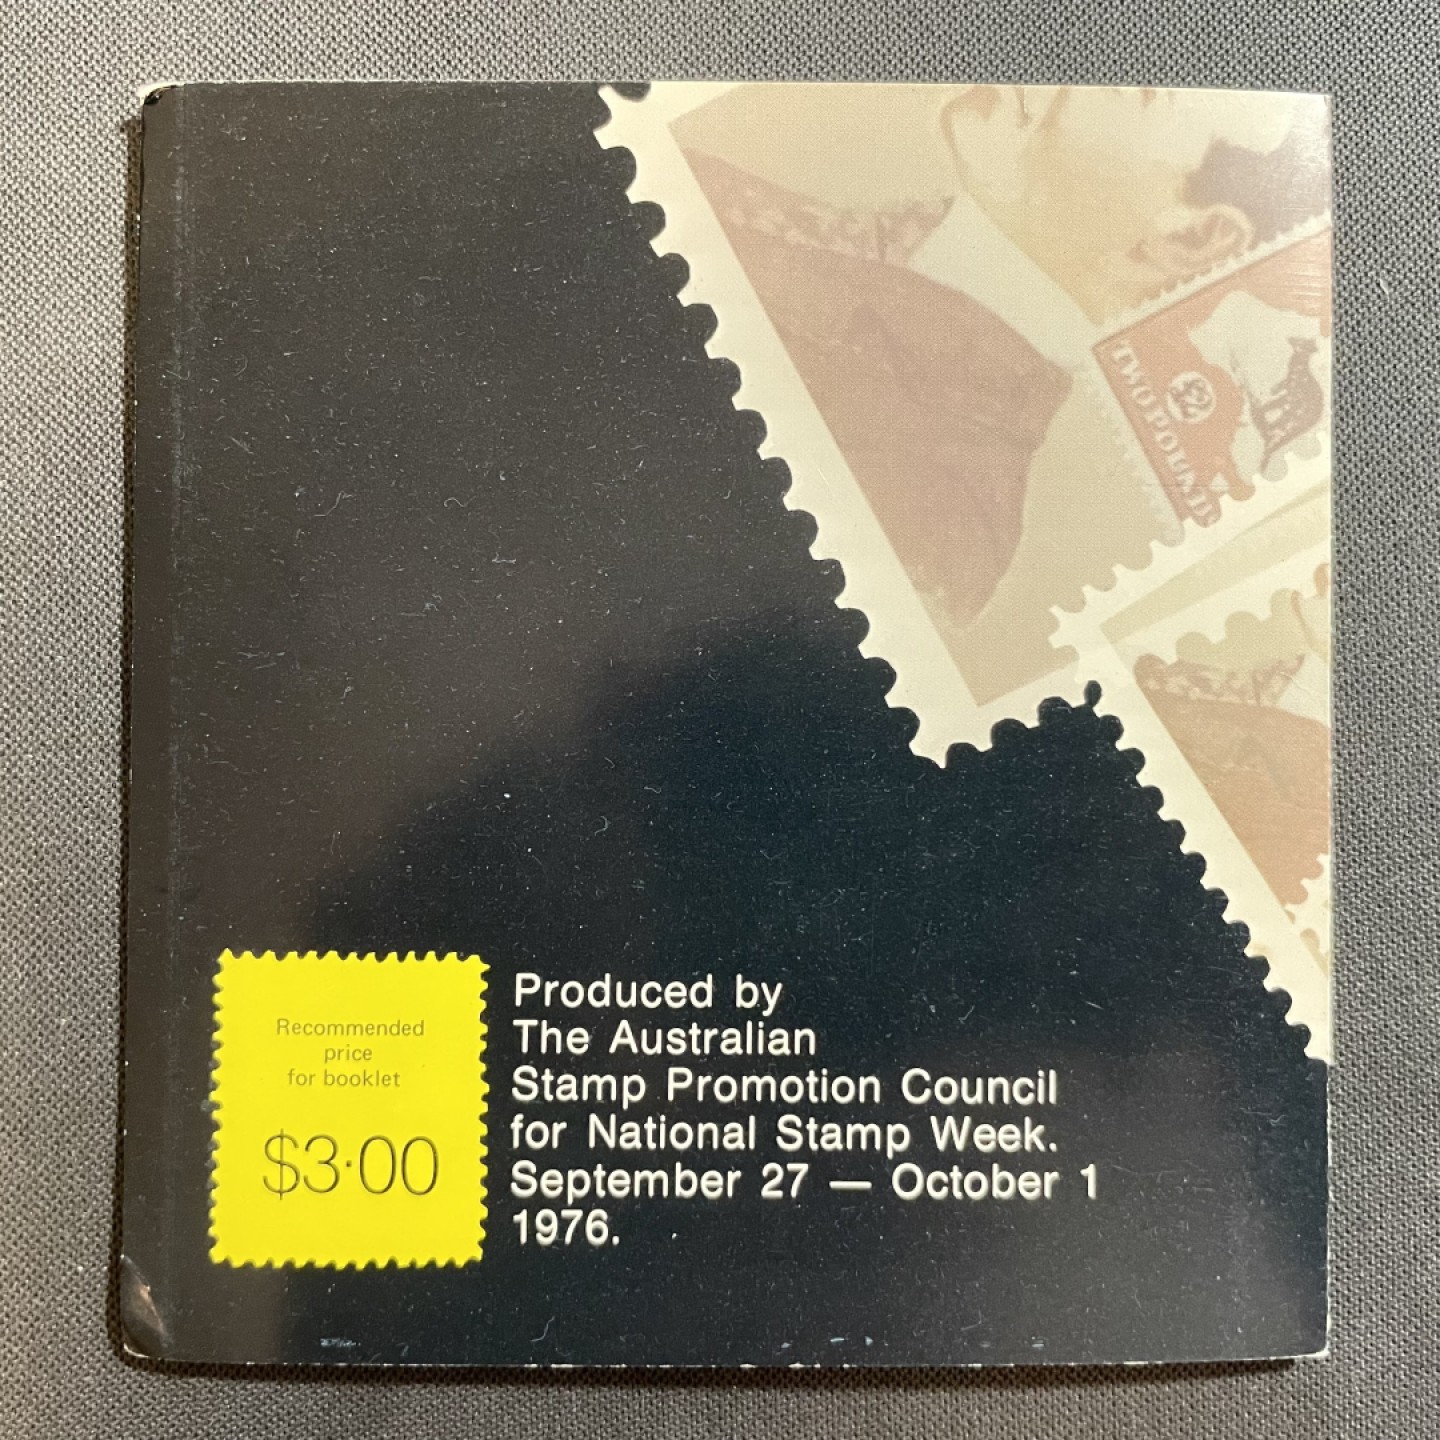 TWO POUND
£2
Recommended
price
for booklet
$3·00
Produced by
The Australian
Stamp Promotion Council
for National Stamp Week.
September 27 — October 1
1976.